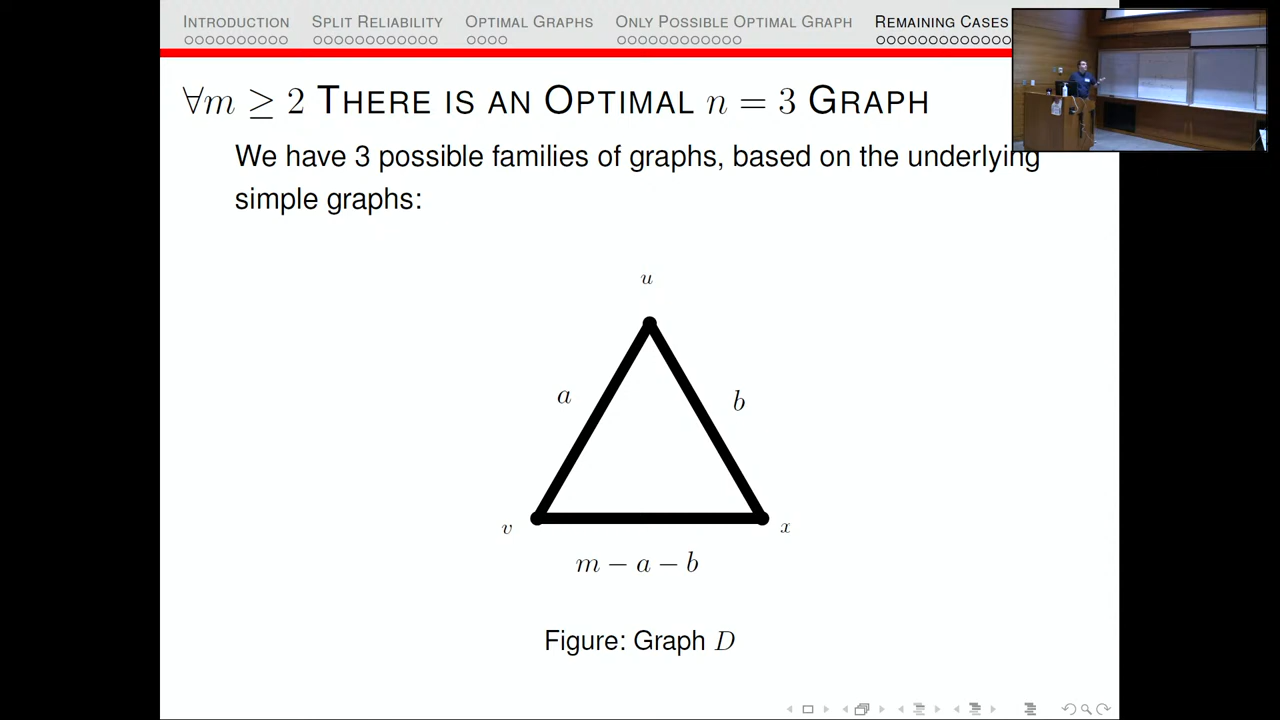 INTRODUCTION SPLIT RELIABILITY OPTIMAL GRAPHS ONLY POSSIBLE OPTIMAL GRAPH REMAINING CASES
∀m ≥ 2 THERE IS AN OPTIMAL n = 3 GRAPH
We have 3 possible families of graphs, based on the underlying
simple graphs:
u
a b
v x
m − a − b
Figure: Graph D